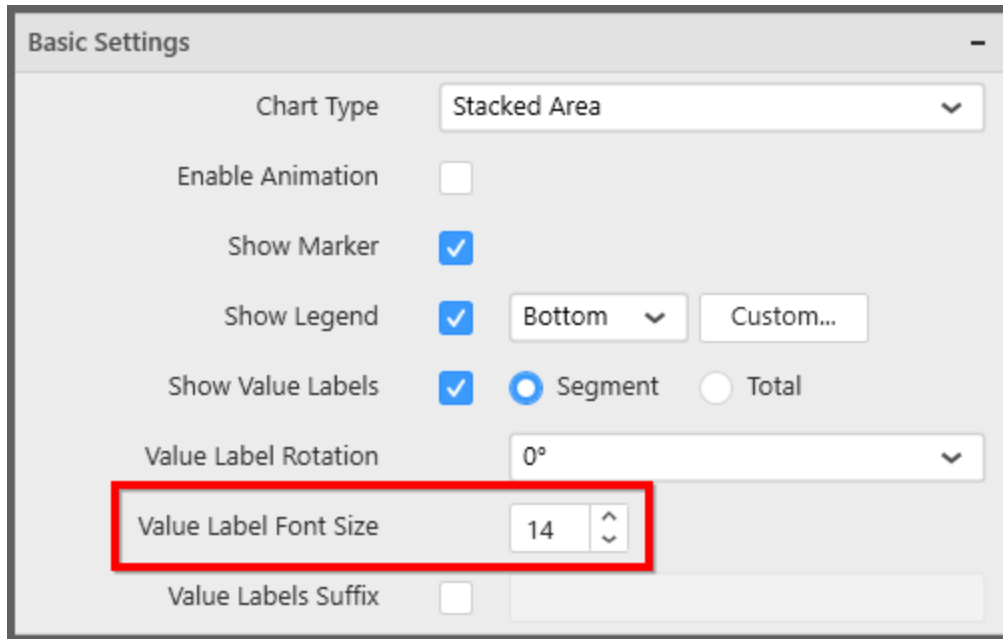 Basic Settings
Chart Type Stacked Area
Enable Animation
Show Marker
Show Legend Bottom Custom...
Show Value Labels Segment Total
Value Label Rotation 0°
Value Label Font Size 14
Value Labels Suffix